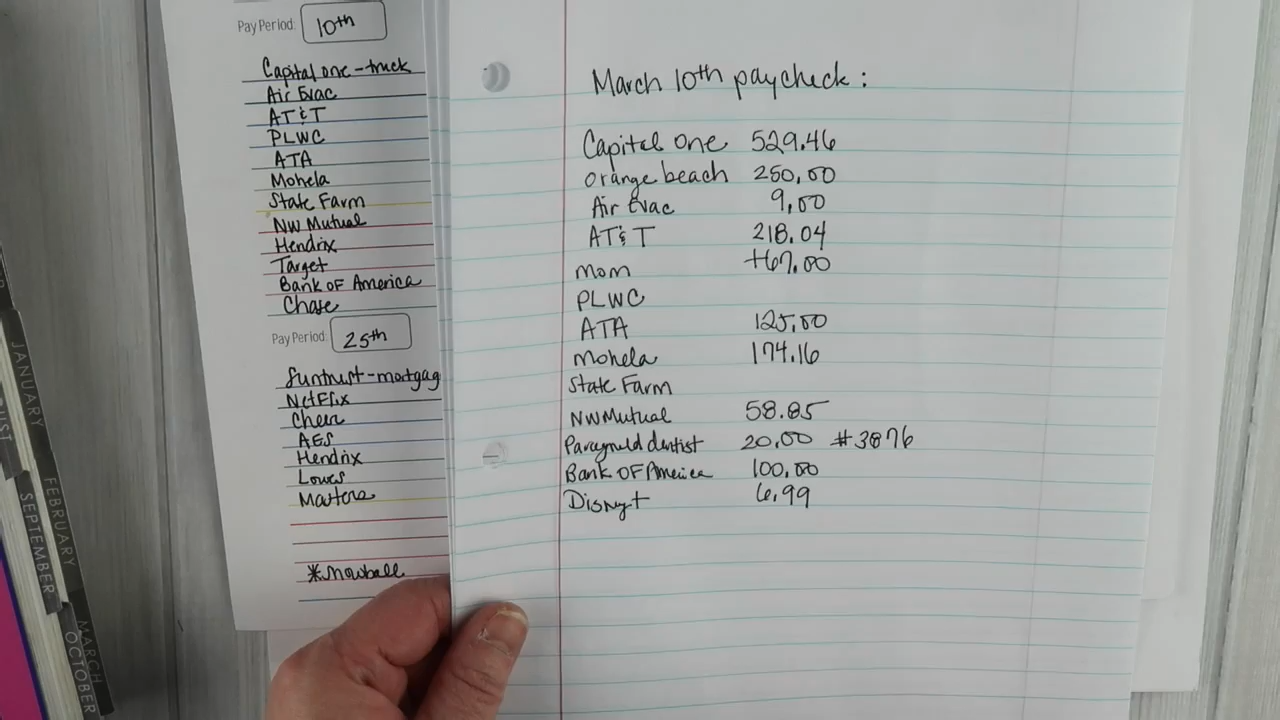 Pay Period: 10th
Capital one - truck
Air Evac
AT&T
PLWC
ATA
Mohela
State Farm
NW Mutual
Hendrix
Target
Bank OF America
Chase
Pay Period: 25th
Suntrust - mortgag
NetFlix
Cheer
AES
Hendrix
Lowes
*Snowball
March 10th paycheck:
Capital One 529.46
Orange beach 250.00
Air Evac 9.00
AT&T 218.04
Mom +67.00
PLWC
ATA 125.00
Mohela 174.16
State Farm
NW Mutual 58.85
Paragould dentist 20.00 #3876
Bank OF America 100.00
Disney+ 6.99
JANUARY
FEBRUARY
MARCH
SEPTEMBER
OCTOBER